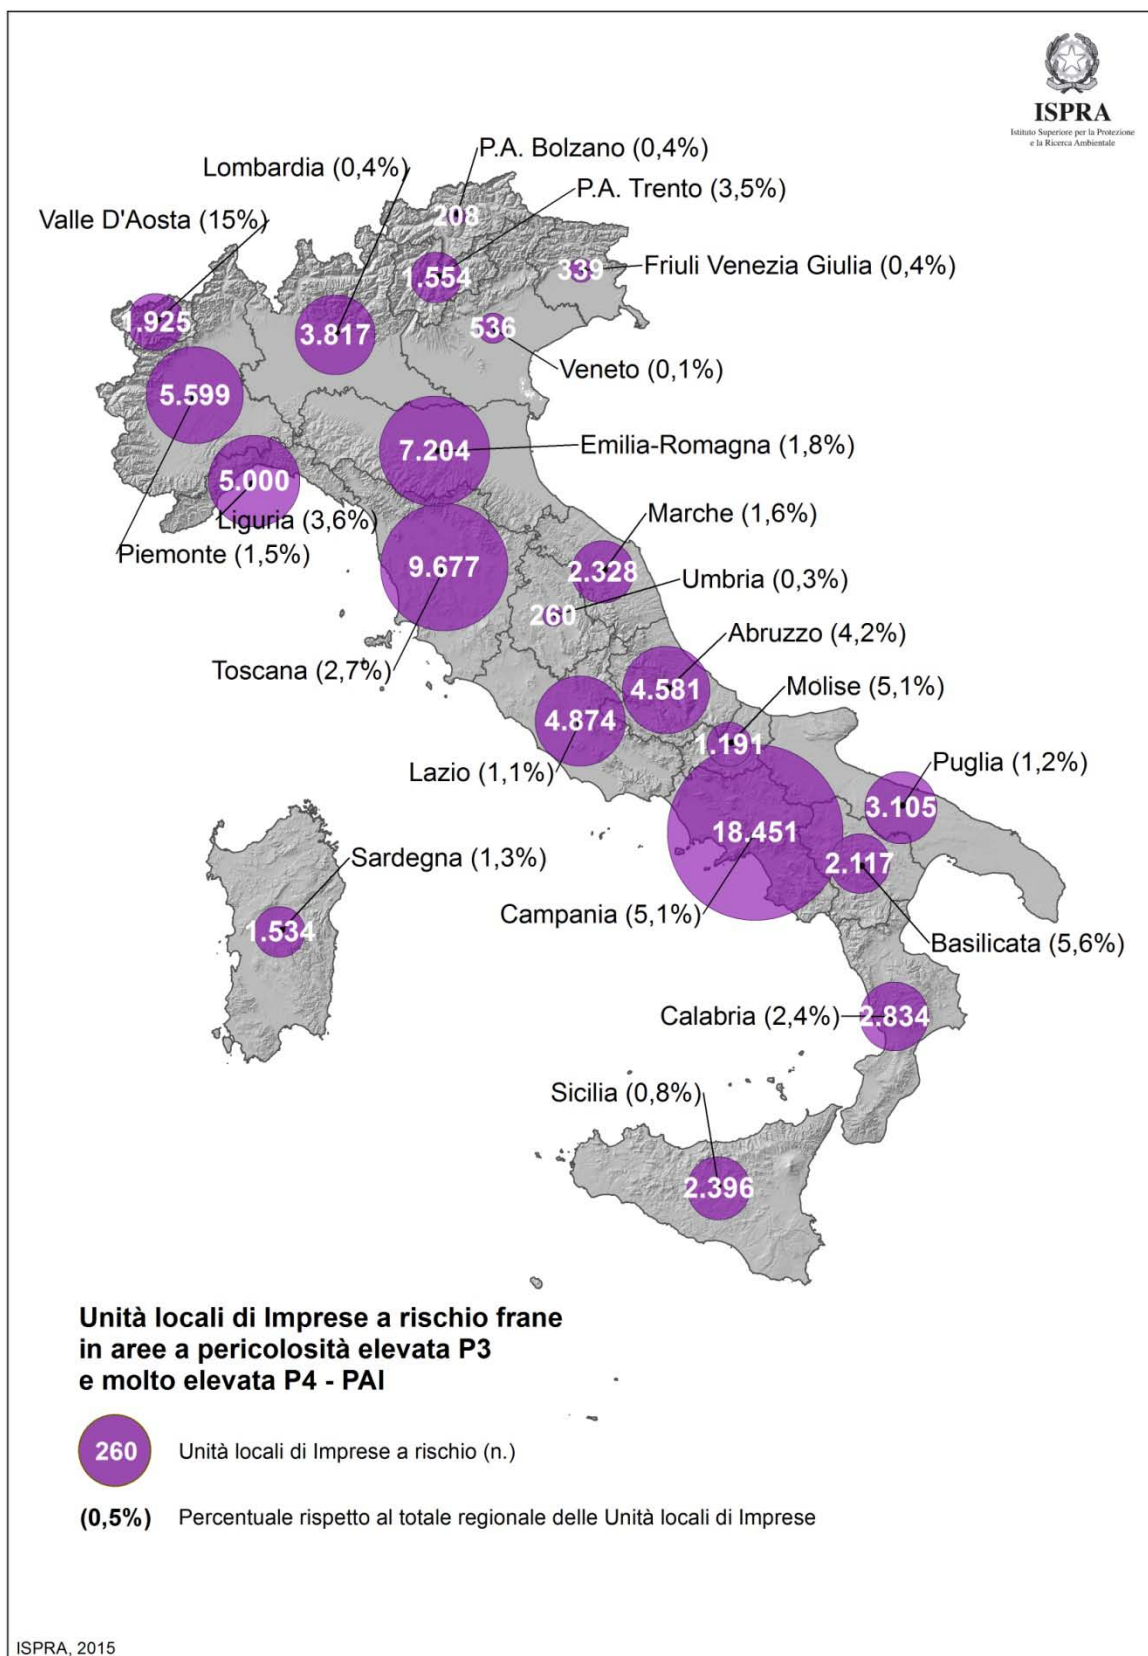 ISPRA
Istituto Superiore per la Protezione
e la Ricerca Ambientale
P.A. Bolzano (0,4%)
Lombardia (0,4%)
P.A. Trento (3,5%)
Valle D'Aosta (15%)
208
Friuli Venezia Giulia (0,4%)
339
1.554
1.925
3.817
536
Veneto (0,1%)
5.599
Emilia-Romagna (1,8%)
7.204
5.000
Marche (1,6%)
Liguria (3,6%)
Piemonte (1,5%)
9.677
2.328
Umbria (0,3%)
260
Abruzzo (4,2%)
Toscana (2,7%)
4.581
Molise (5,1%)
4.874
1.191
Puglia (1,2%)
Lazio (1,1%)
3.105
18.451
Sardegna (1,3%)
2.117
Campania (5,1%)
1.534
Basilicata (5,6%)
Calabria (2,4%)
2.834
Sicilia (0,8%)
2.396
Unità locali di Imprese a rischio frane
in aree a pericolosità elevata P3
e molto elevata P4 - PAI
260 Unità locali di Imprese a rischio (n.)
(0,5%) Percentuale rispetto al totale regionale delle Unità locali di Imprese
ISPRA, 2015